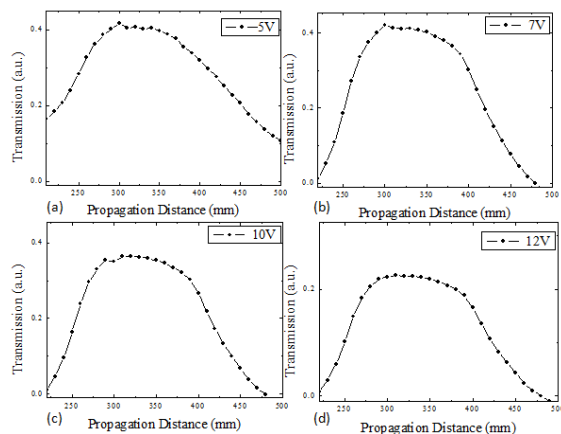 5V
Transmission (a.u.)
0.4
0.2
0.0
250 300 350 400 450 500
(a)
Propagation Distance (mm)
7V
Transmission (a.u.)
0.4
0.2
0.0
250 300 350 400 450 500
(b)
Propagation Distance (mm)
10V
Transmission (a.u.)
0.4
0.2
0.0
250 300 350 400 450 500
(c)
Propagation Distance (mm)
12V
Transmission (a.u.)
0.2
0.0
250 300 350 400 450 500
(d)
Propagation Distance (mm)